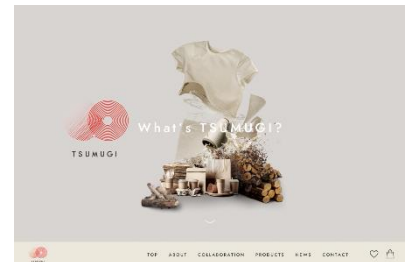 What's TSUMUGI?
TSUMUGI
TOP ABOUT COLLABORATION PRODUCTS NEWS CONTACT